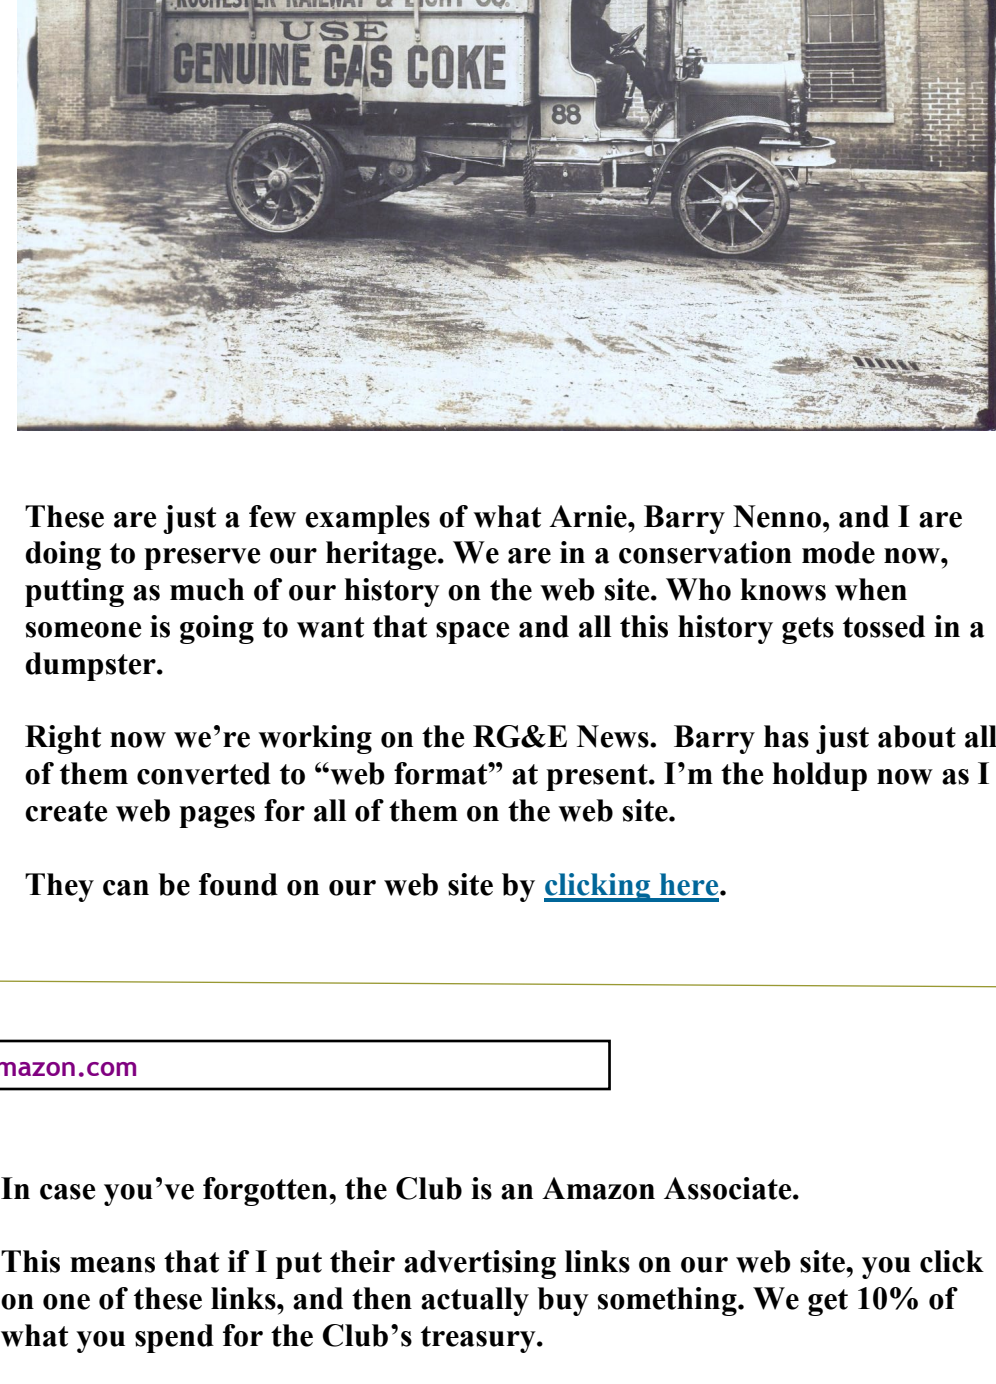 ROCHESTER RAILWAY & LIGHT CO.
USE
GENUINE GAS COKE
88
These are just a few examples of what Arnie, Barry Nenno, and I are
doing to preserve our heritage. We are in a conservation mode now,
putting as much of our history on the web site. Who knows when
someone is going to want that space and all this history gets tossed in a
dumpster.
Right now we’re working on the RG&E News.  Barry has just about all
of them converted to “web format” at present. I’m the holdup now as I
create web pages for all of them on the web site.
They can be found on our web site by clicking here.
mazon.com
In case you’ve forgotten, the Club is an Amazon Associate.
This means that if I put their advertising links on our web site, you click
on one of these links, and then actually buy something. We get 10% of
what you spend for the Club’s treasury.